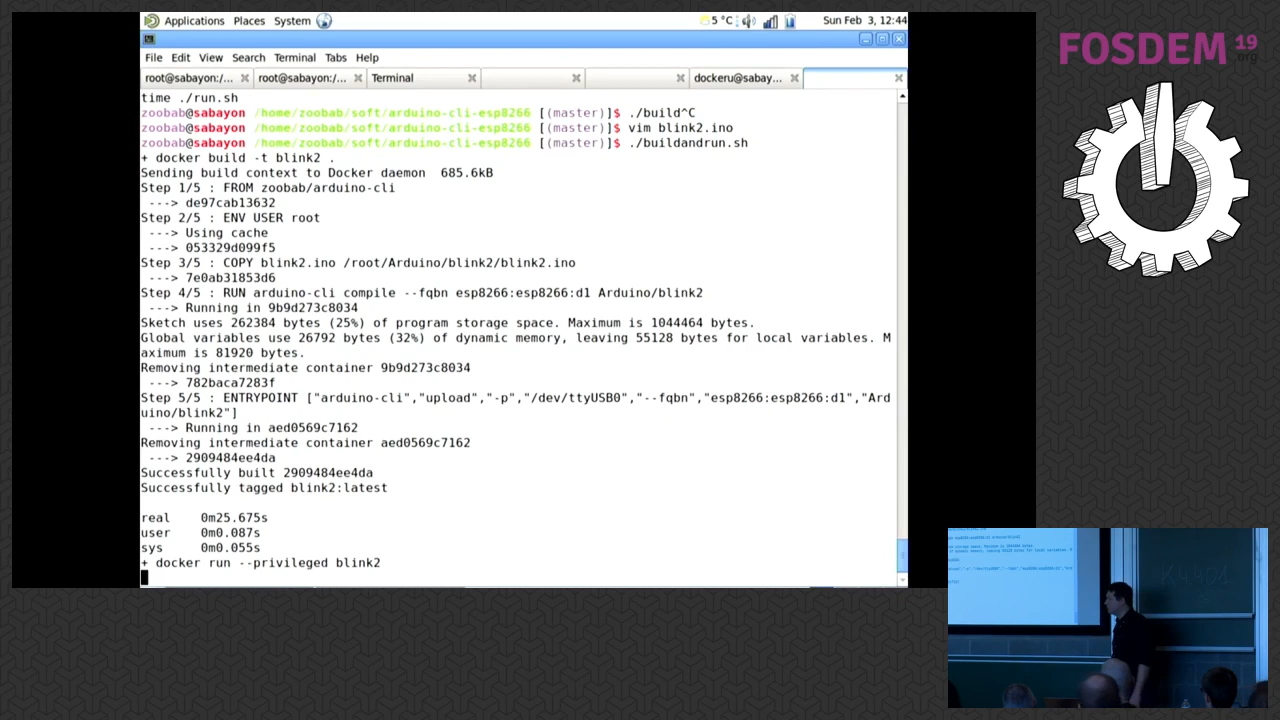 Applications Places System 5 °C Sun Feb 3, 12:44
File Edit View Search Terminal Tabs Help
root@sabayon:/... root@sabayon:/... Terminal dockeru@sabay...
time ./run.sh
zoobab@sabayon /home/zoobab/soft/arduino-cli-esp8266 [(master)]$ ./build^C
zoobab@sabayon /home/zoobab/soft/arduino-cli-esp8266 [(master)]$ vim blink2.ino
zoobab@sabayon /home/zoobab/soft/arduino-cli-esp8266 [(master)]$ ./buildandrun.sh
+ docker build -t blink2 .
Sending build context to Docker daemon  685.6kB
Step 1/5 : FROM zoobab/arduino-cli
---> de97cab13632
Step 2/5 : ENV USER root
---> Using cache
---> 053329d099f5
Step 3/5 : COPY blink2.ino /root/Arduino/blink2/blink2.ino
---> 7e0ab31853d6
Step 4/5 : RUN arduino-cli compile --fqbn esp8266:esp8266:d1 Arduino/blink2
---> Running in 9b9d273c8034
Sketch uses 262384 bytes (25%) of program storage space. Maximum is 1044464 bytes.
Global variables use 26792 bytes (32%) of dynamic memory, leaving 55128 bytes for local variables. M
aximum is 81920 bytes.
Removing intermediate container 9b9d273c8034
---> 782baca7283f
Step 5/5 : ENTRYPOINT ["arduino-cli","upload","-p","/dev/ttyUSB0","--fqbn","esp8266:esp8266:d1","Ard
uino/blink2"]
---> Running in aed0569c7162
Removing intermediate container aed0569c7162
---> 2909484ee4da
Successfully built 2909484ee4da
Successfully tagged blink2:latest
real 0m25.675s
user 0m0.087s
sys 0m0.055s
+ docker run --privileged blink2
FOSDEM 19
.org